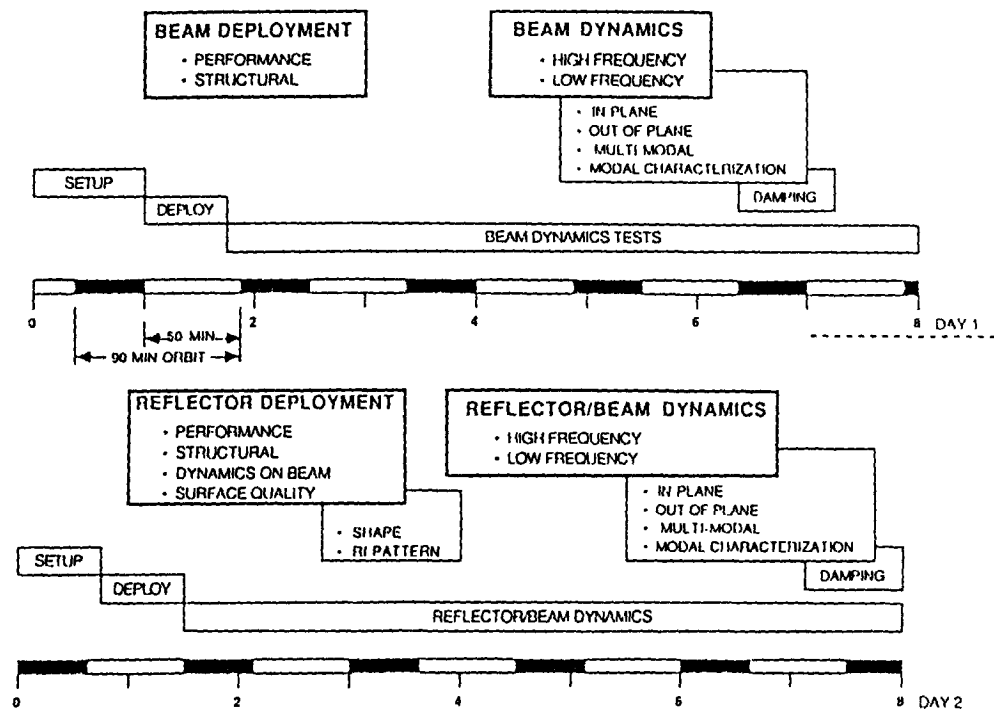 BEAM DEPLOYMENT
• PERFORMANCE
• STRUCTURAL
BEAM DYNAMICS
• HIGH FREQUENCY
• LOW FREQUENCY
• IN PLANE
• OUT OF PLANE
• MULTI MODAL
• MODAL CHARACTERIZATION
DAMPING
SETUP
DEPLOY
BEAM DYNAMICS TESTS
0 2 4 6 8 DAY 1
50 MIN
90 MIN ORBIT
REFLECTOR DEPLOYMENT
• PERFORMANCE
• STRUCTURAL
• DYNAMICS ON BEAM
• SURFACE QUALITY
• SHAPE
• RF PATTERN
REFLECTOR/BEAM DYNAMICS
• HIGH FREQUENCY
• LOW FREQUENCY
• IN PLANE
• OUT OF PLANE
• MULTI-MODAL
• MODAL CHARACTERIZATION
DAMPING
SETUP
DEPLOY
REFLECTOR/BEAM DYNAMICS
0 2 4 6 8 DAY 2